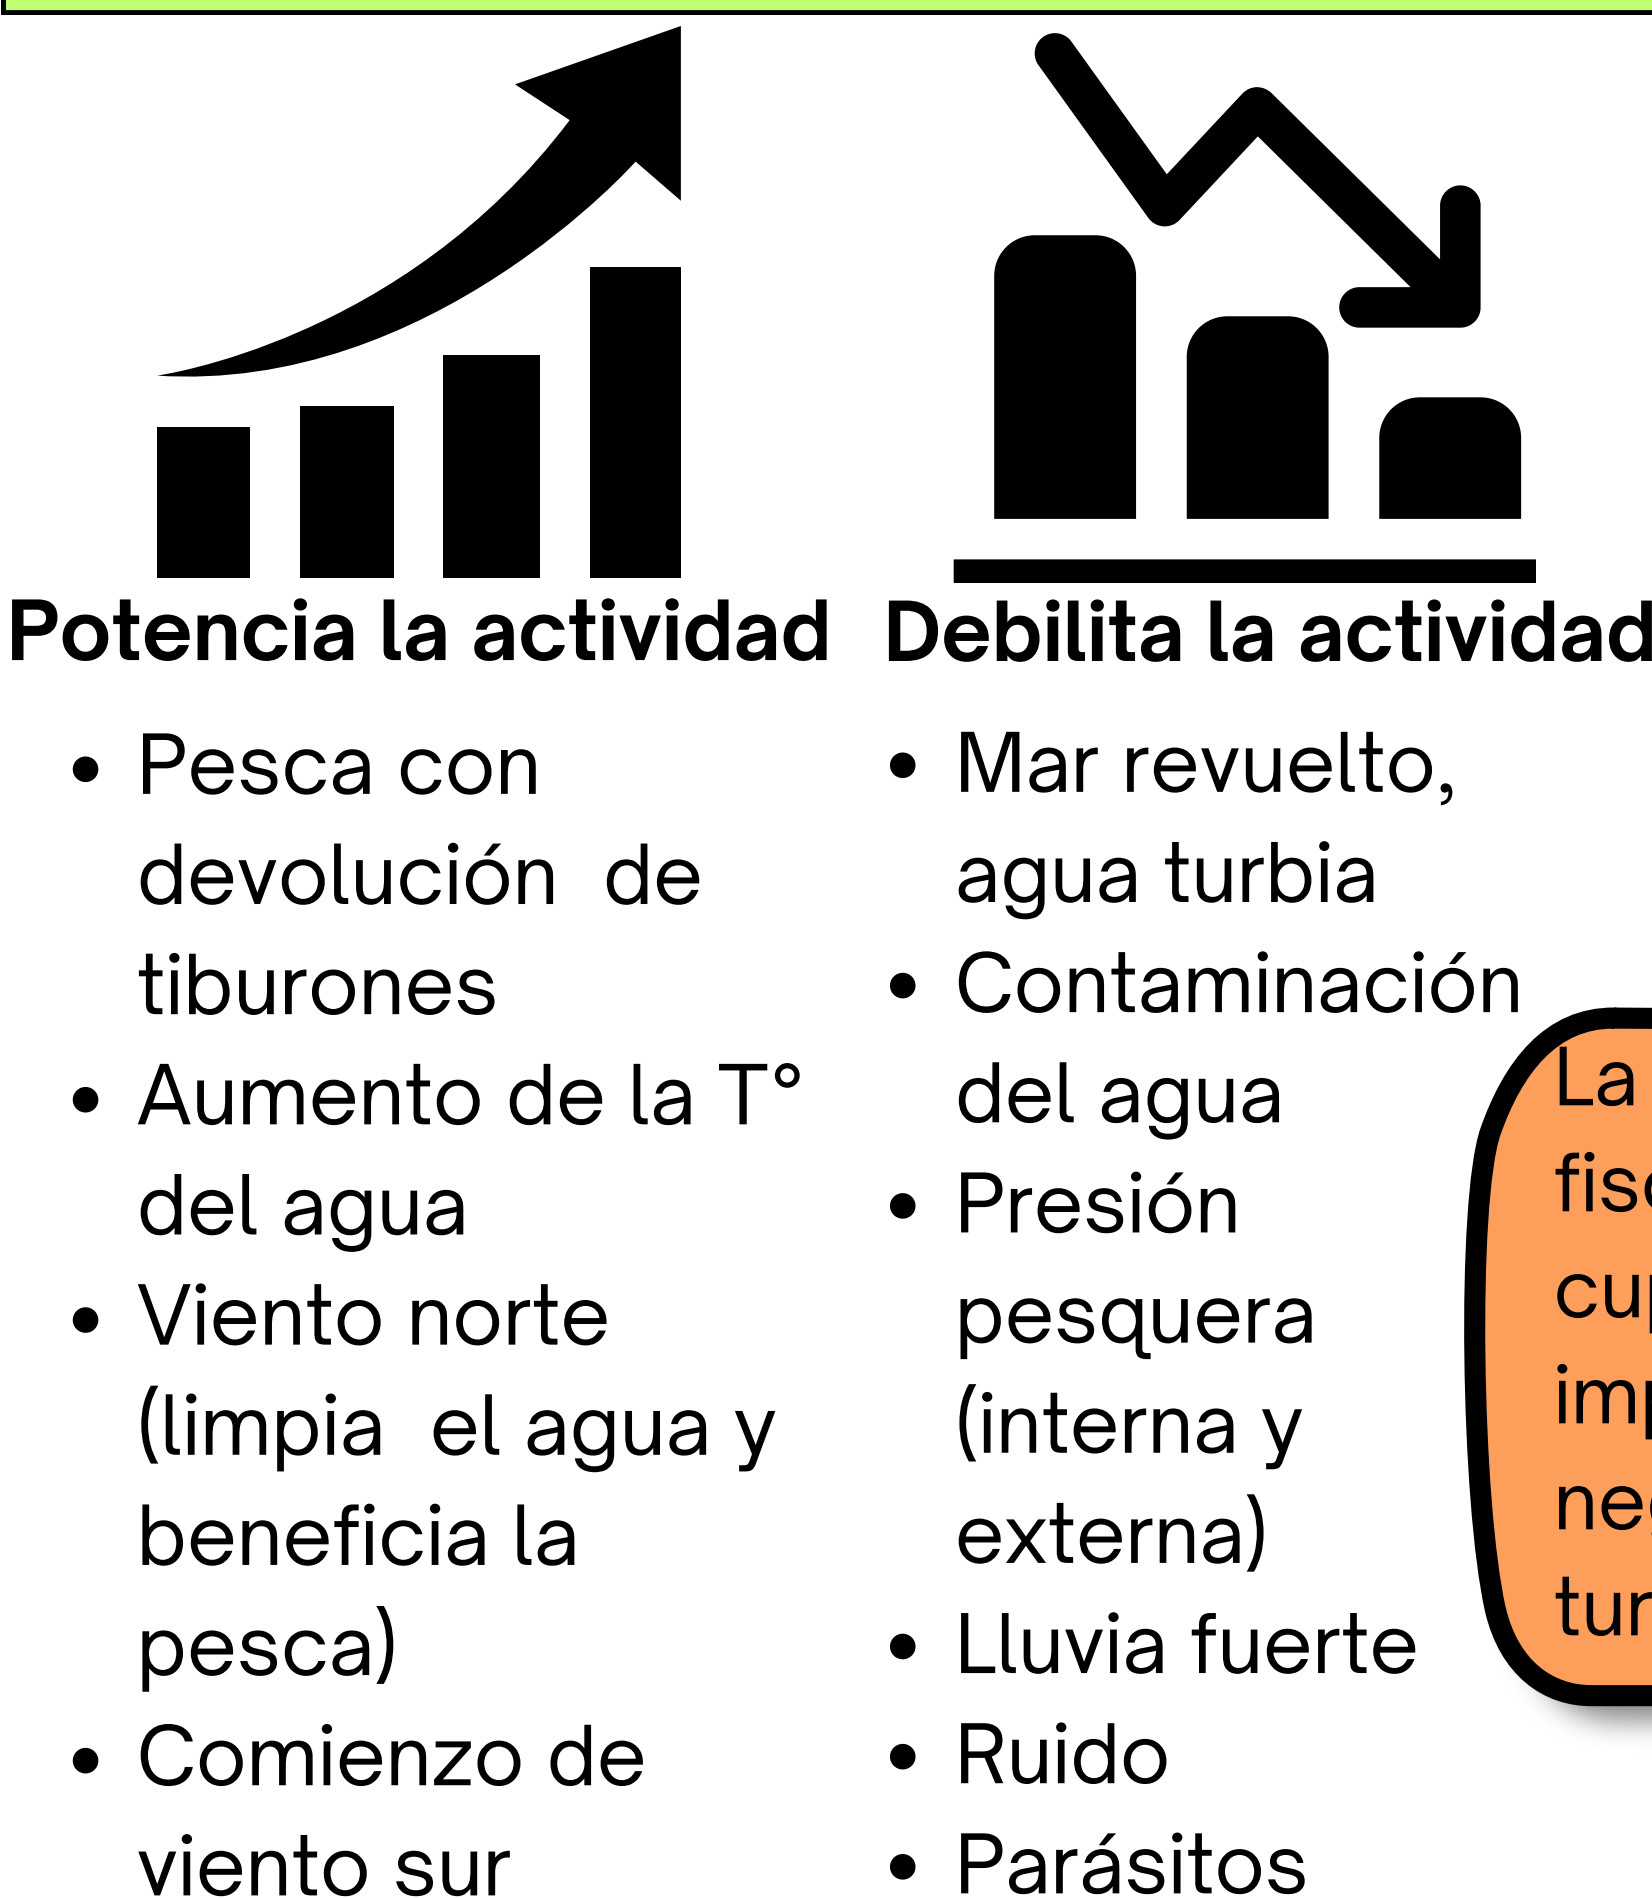 Potencia la actividad
• Pesca con
devolución de
tiburones
• Aumento de la T°
del agua
• Viento norte
(limpia el agua y
beneficia la
pesca)
• Comienzo de
viento sur
Debilita la actividad
• Mar revuelto,
agua turbia
• Contaminación
del agua
• Presión
pesquera
(interna y
externa)
• Lluvia fuerte
• Ruido
• Parásitos
La